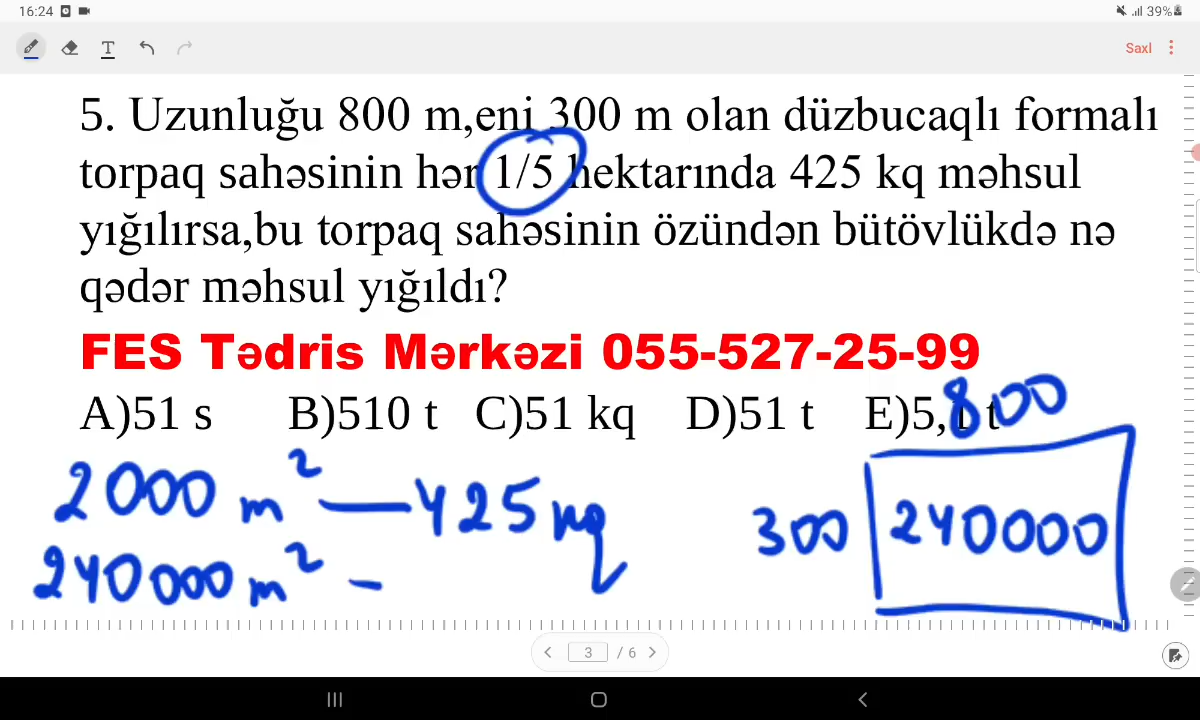 16:24 39%
T Saxl
5. Uzunluğu 800 m,eni 300 m olan düzbucaqlı formalı
torpaq sahəsinin hər 1/5 hektarında 425 kq məhsul
yığılırsa,bu torpaq sahəsinin özündən bütövlükdə nə
qədər məhsul yığıldı?
FES Tədris Mərkəzi 055-527-25-99
A)51 s B)510 t C)51 kq D)51 t E)5,1 t
800
2000 m² — 425 kq
300 240000
240000 m² –
3 / 6